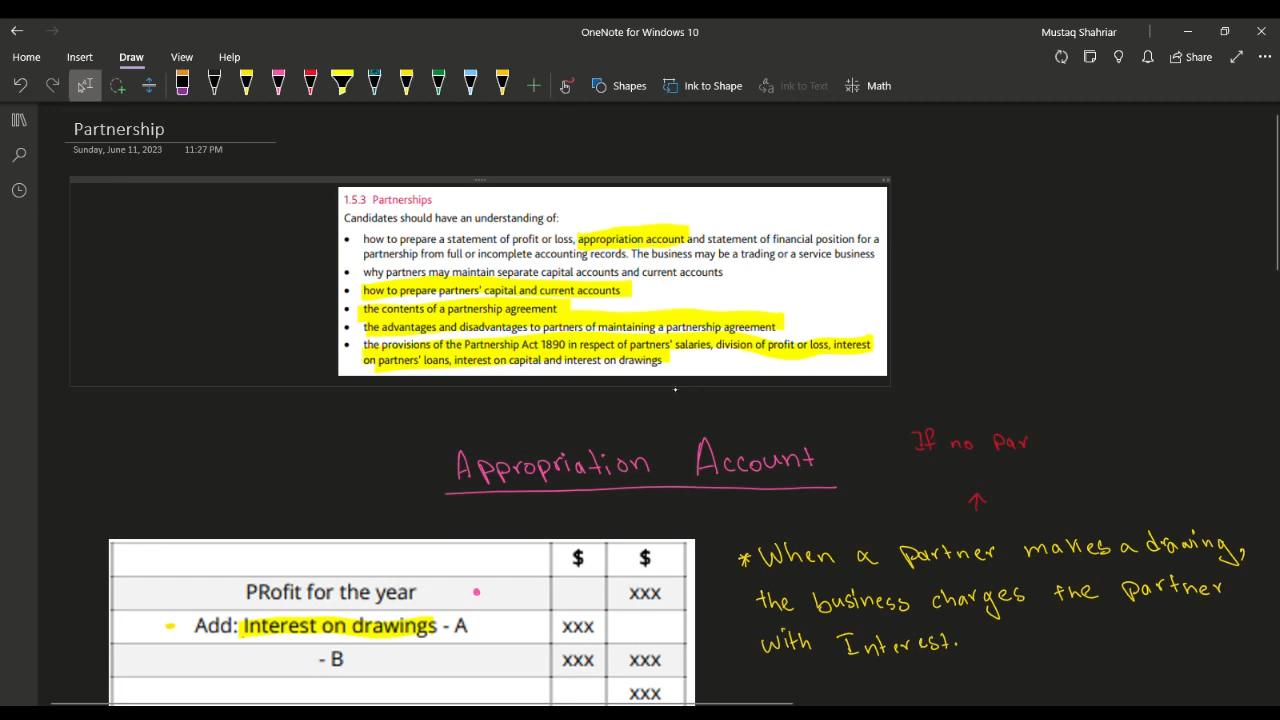 OneNote for Windows 10
Mustaq Shahriar
Home Insert Draw View Help
Share
Shapes Ink to Shape Ink to Text Math
Partnership
Sunday, June 11, 2023 11:27 PM
1.5.3 Partnerships
Candidates should have an understanding of:
• how to prepare a statement of profit or loss, appropriation account and statement of financial position for a
partnership from full or incomplete accounting records. The business may be a trading or a service business
• why partners may maintain separate capital accounts and current accounts
• how to prepare partners' capital and current accounts
• the contents of a partnership agreement
• the advantages and disadvantages to partners of maintaining a partnership agreement
• the provisions of the Partnership Act 1890 in respect of partners' salaries, division of profit or loss, interest
on partners' loans, interest on capital and interest on drawings
If no par
Appropriation Account
$ $
PRofit for the year xxx
Add: Interest on drawings - A xxx
- B xxx xxx
xxx
* When a partner makes a drawing,
the business charges the partner
with Interest.